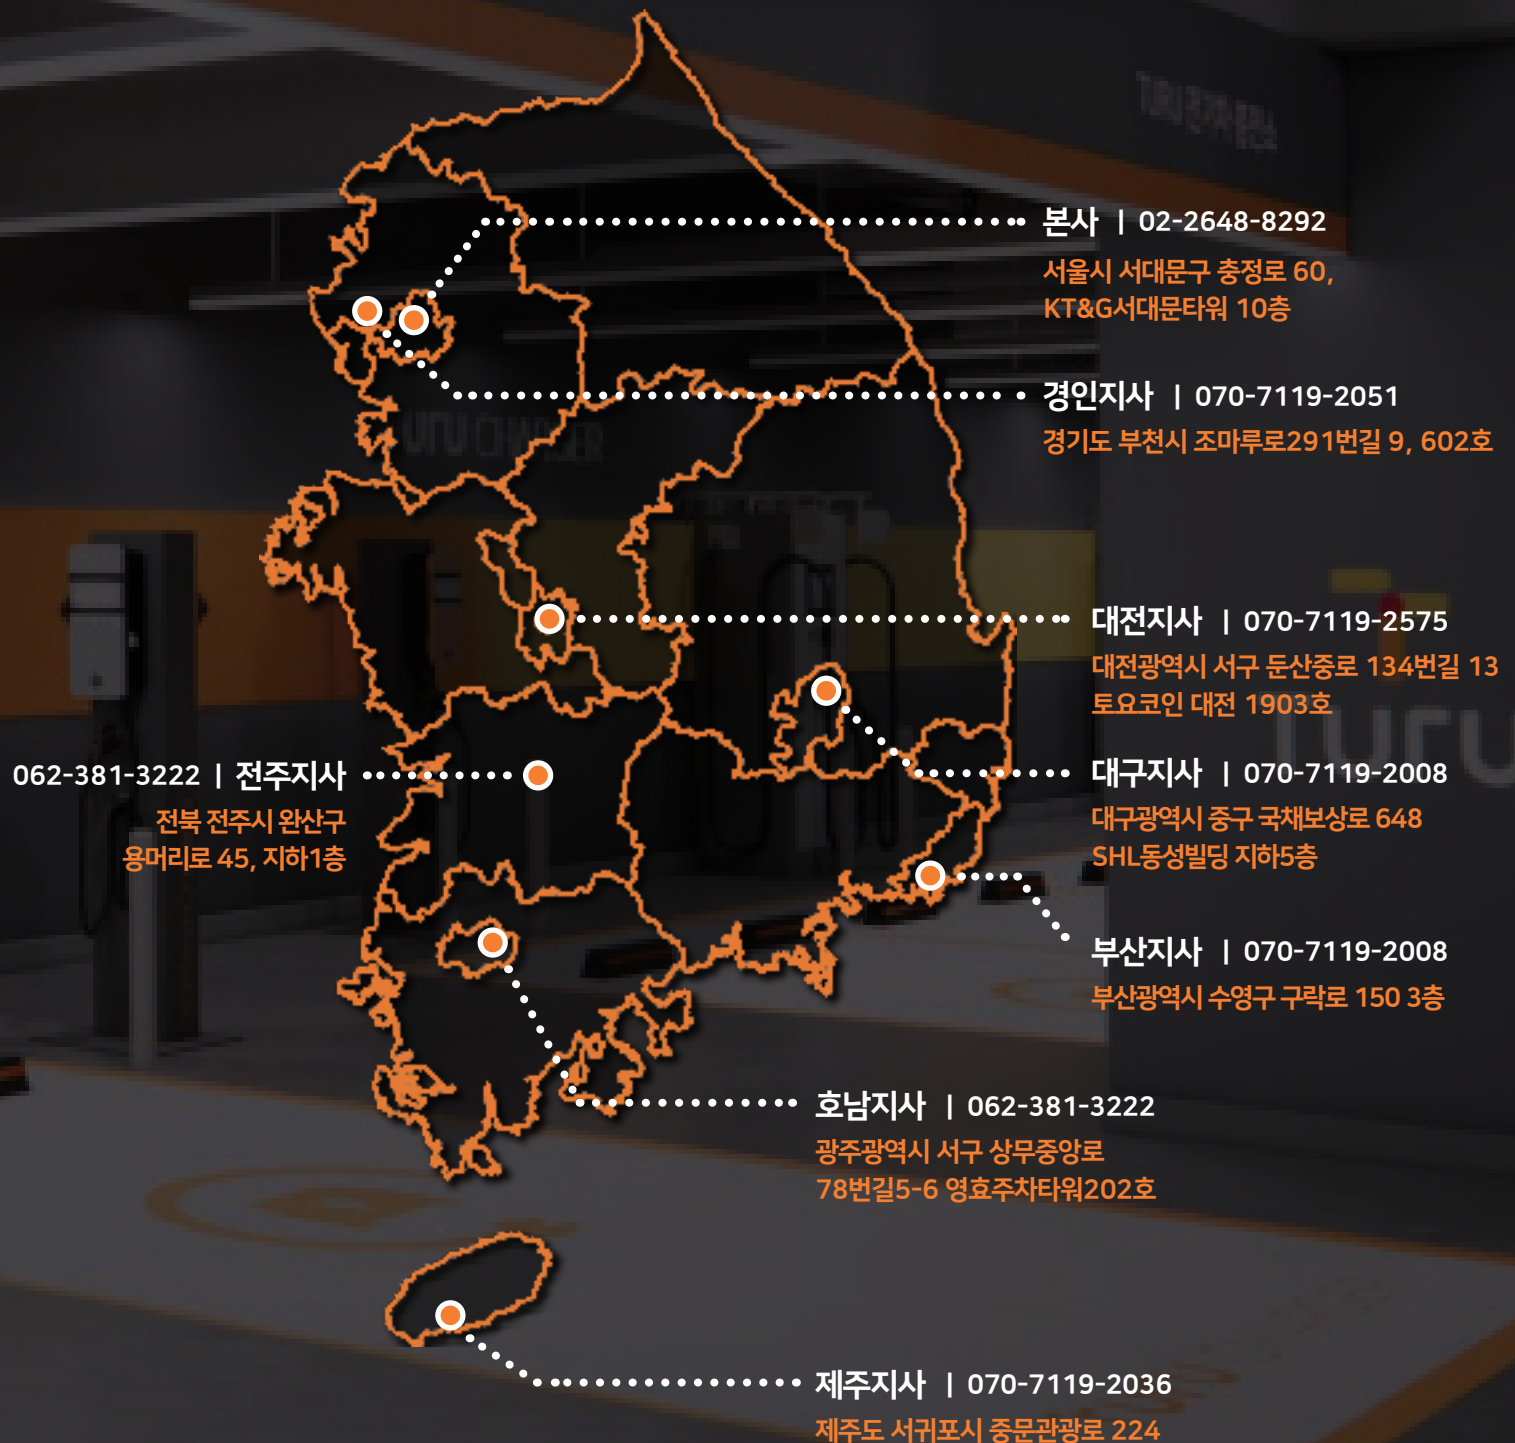 TURU 전기차충전소
본사 | 02-2648-8292
서울시 서대문구 충정로 60,
KT&G서대문타워 10층
경인지사 | 070-7119-2051
경기도 부천시 조마루로291번길 9, 602호
TURU CHARGER
대전지사 | 070-7119-2575
대전광역시 서구 둔산중로 134번길 13
토요코인 대전 1903호
TURU
062-381-3222 | 전주지사
전북 전주시 완산구
용머리로 45, 지하1층
대구지사 | 070-7119-2008
대구광역시 중구 국채보상로 648
SHL동성빌딩 지하5층
부산지사 | 070-7119-2008
부산광역시 수영구 구락로 150 3층
호남지사 | 062-381-3222
광주광역시 서구 상무중앙로
78번길5-6 영효주차타워202호
제주지사 | 070-7119-2036
제주도 서귀포시 중문관광로 224